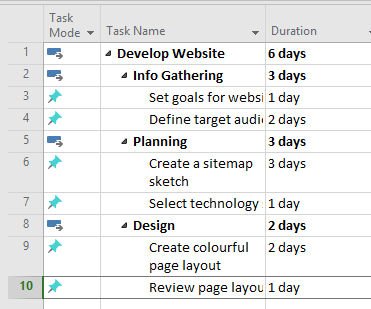 Task Mode Task Name Duration
1 Develop Website 6 days
2 Info Gathering 3 days
3 Set goals for websi 1 day
4 Define target audi 2 days
5 Planning 3 days
6 Create a sitemap 3 days
sketch
7 Select technology 1 day
8 Design 2 days
9 Create colourful 2 days
page layout
10 Review page layou 1 day